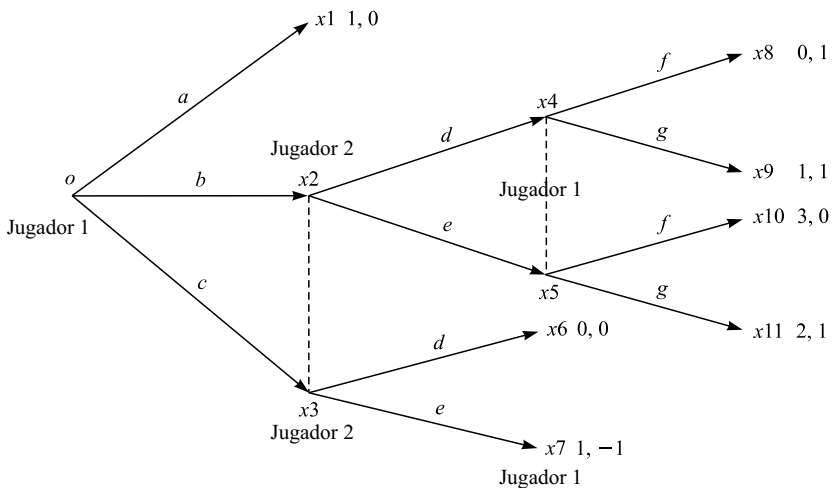 x1 1, 0
a
x8 0, 1
f
x4
g
d
Jugador 2
o
b
x2
x9 1, 1
Jugador 1
Jugador 1
x10 3, 0
e
f
c
x5
g
x6 0, 0
x11 2, 1
d
x3
e
Jugador 2
x7 1, −1
Jugador 1